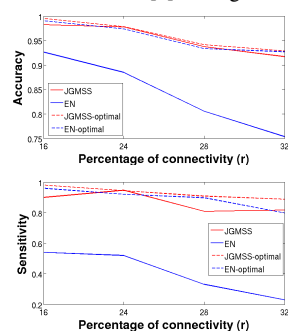 1
0.95
0.9
0.85
0.8
0.75
Accuracy
JGMSS
EN
JGMSS-optimal
EN-optimal
16 24 28 32
Percentage of connectivity (r)
1
0.8
0.6
0.4
0.2
Sensitivity
JGMSS
EN
JGMSS-optimal
EN-optimal
16 24 28 32
Percentage of connectivity (r)